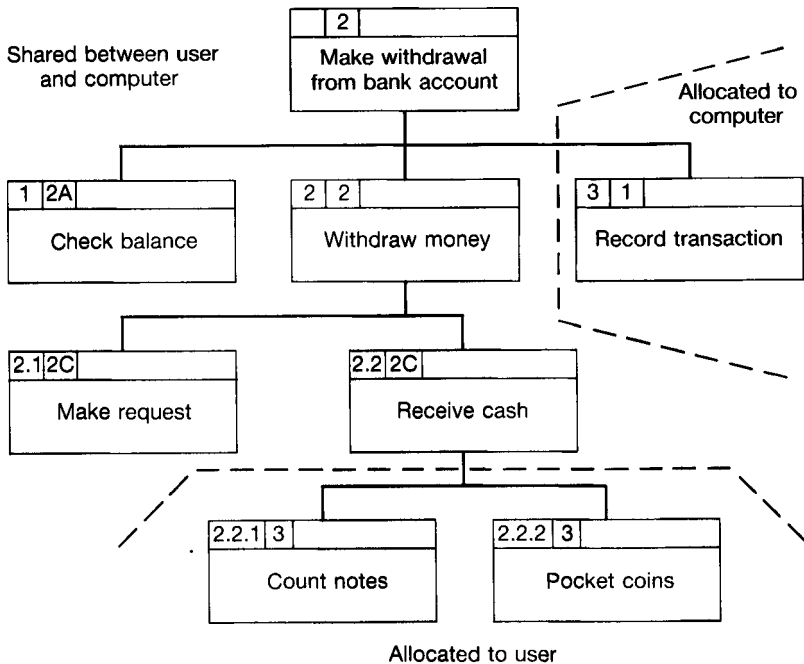 2
Make withdrawal
from bank account
Shared between user
and computer
Allocated to
computer
1 2A
Check balance
2 2
Withdraw money
3 1
Record transaction
2.1 2C
Make request
2.2 2C
Receive cash
2.2.1 3
Count notes
2.2.2 3
Pocket coins
Allocated to user